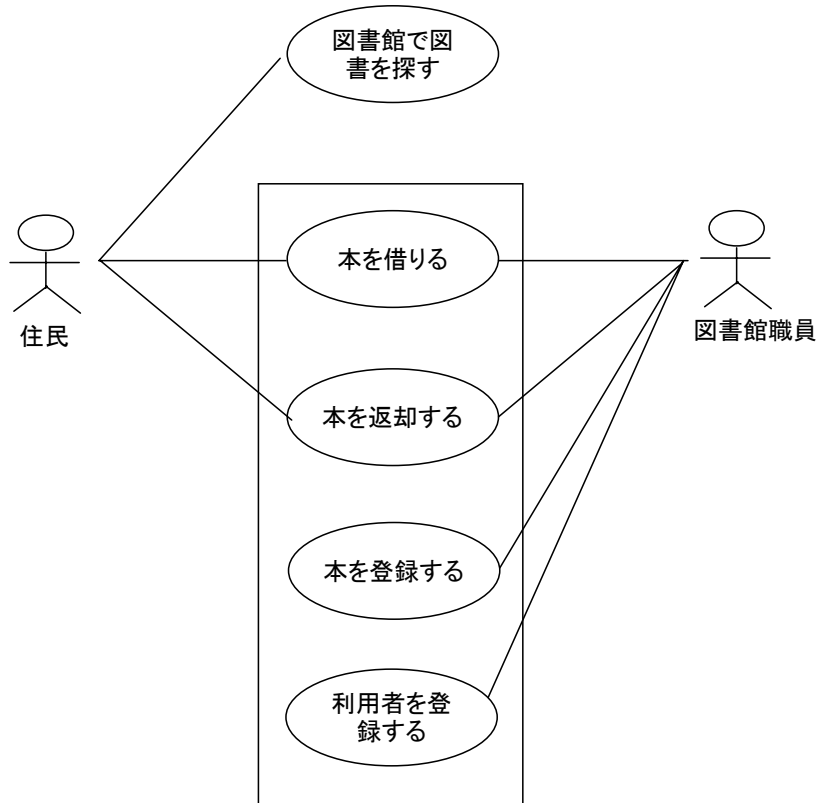 図書館で図
書を探す
本を借りる
住民
図書館職員
本を返却する
本を登録する
利用者を登
録する